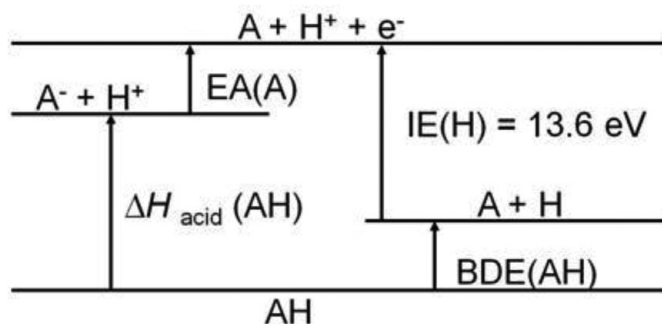 A + H⁺ + e⁻
A⁻ + H⁺
EA(A)
IE(H) = 13.6 eV
ΔH acid (AH)
A + H
BDE(AH)
AH